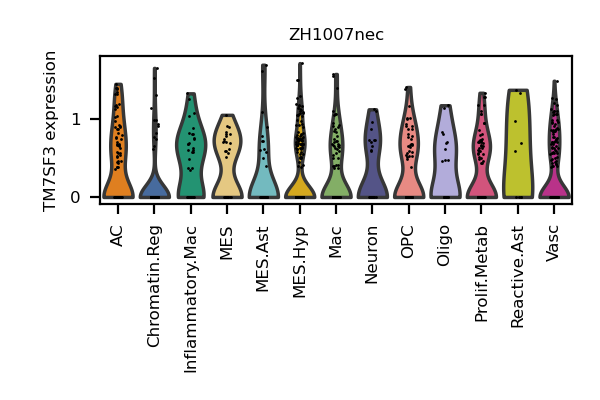 ZH1007nec
TM7SF3 expression
1
0
AC
Chromatin.Reg
Inflammatory.Mac
MES
MES.Ast
MES.Hyp
Mac
Neuron
OPC
Oligo
Prolif.Metab
Reactive.Ast
Vasc